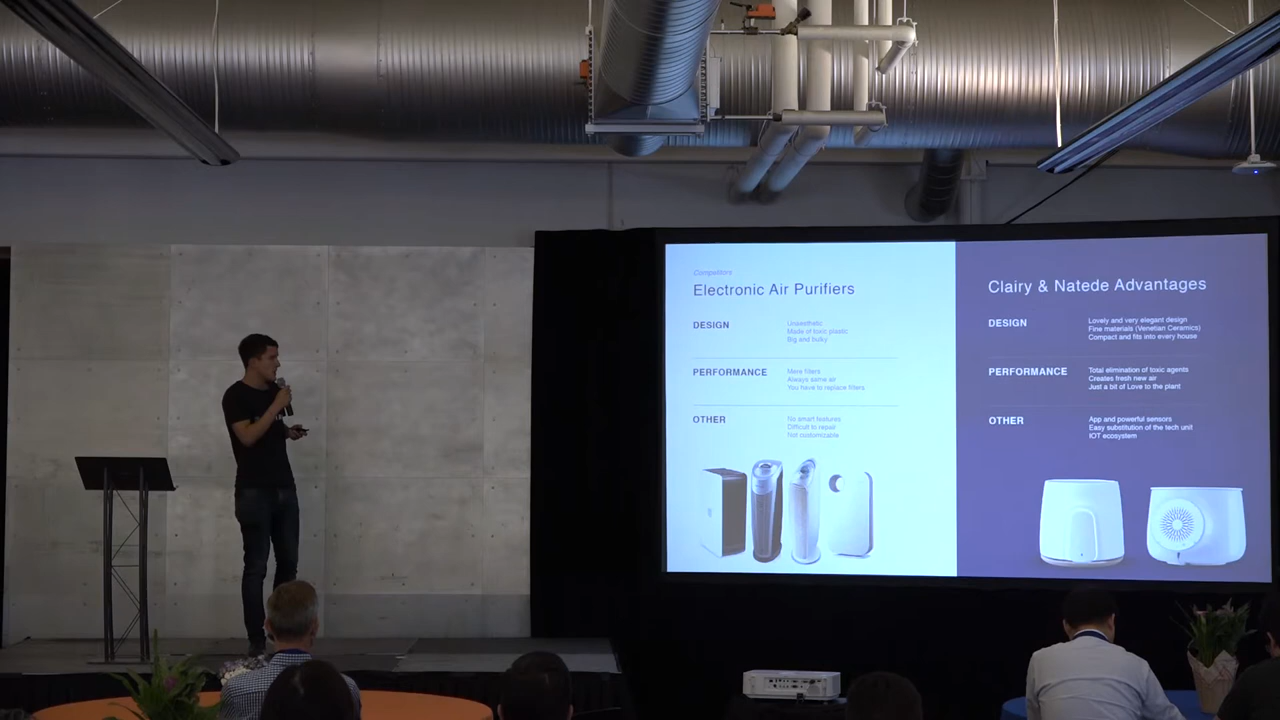 Competitors
Electronic Air Purifiers
DESIGN
Unaesthetic
Made of toxic plastic
Big and bulky
PERFORMANCE
Mere filters
Always same air
You have to replace filters
OTHER
No smart features
Difficult to repair
Not customizable
Clairy & Natede Advantages
DESIGN
Lovely and very elegant design
Fine materials (Venetian Ceramics)
Compact and fits into every house
PERFORMANCE
Total elimination of toxic agents
Creates fresh new air
Just a bit of Love to the plant
OTHER
App and powerful sensors
Easy substitution of the tech unit
IOT ecosystem